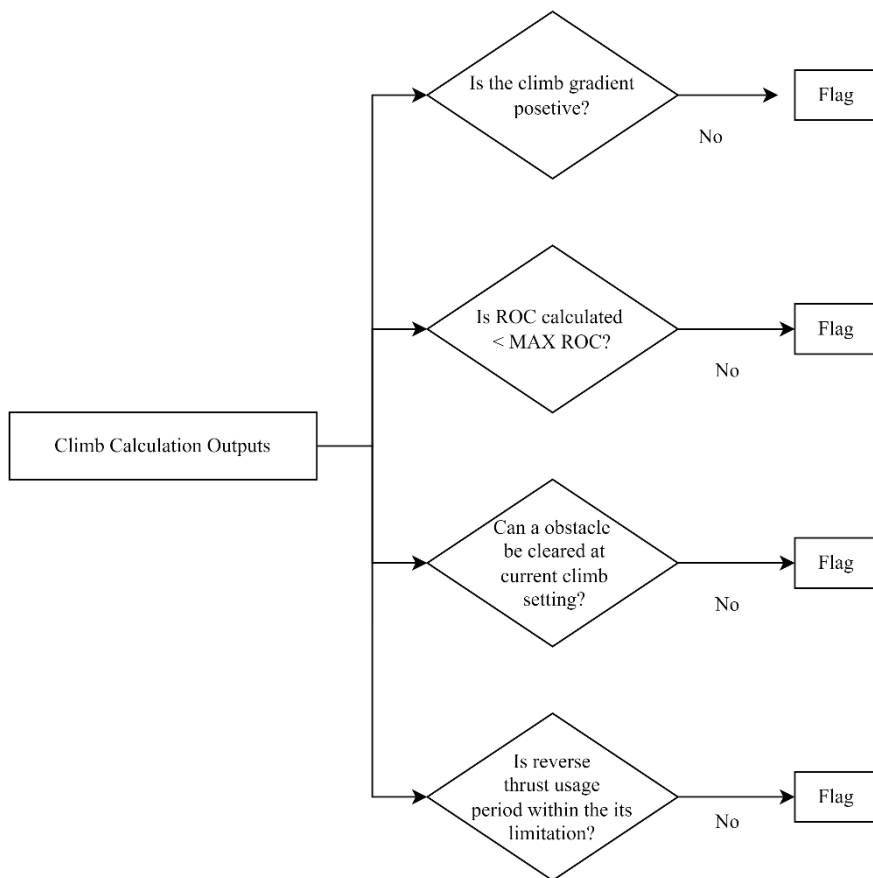 Is the climb gradient
posetive?
No
Flag
Is ROC calculated
< MAX ROC?
No
Flag
Climb Calculation Outputs
Can a obstacle
be cleared at
current climb
setting?
No
Flag
Is reverse
thrust usage
period within the its
limitation?
No
Flag